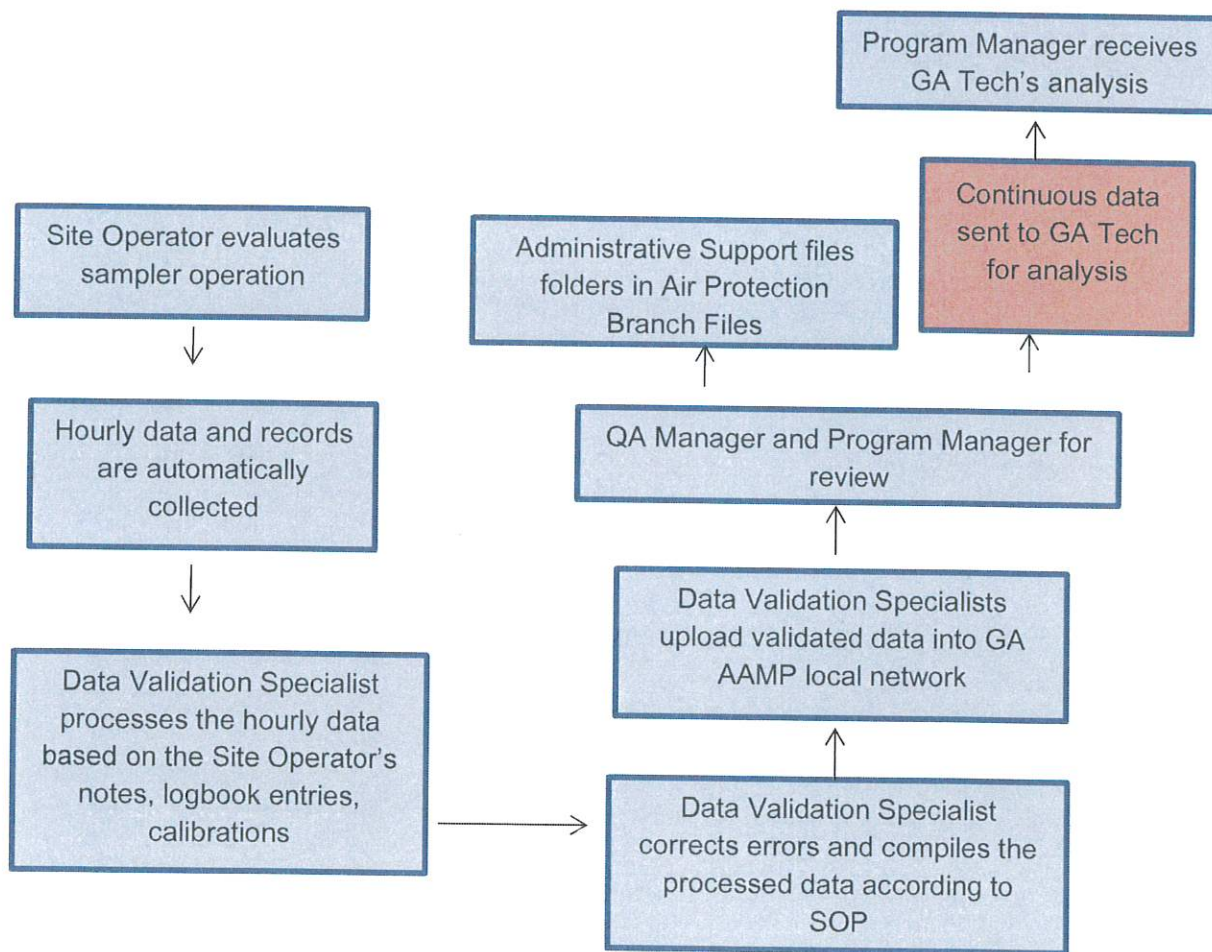 Site Operator evaluates
sampler operation
Hourly data and records
are automatically
collected
Data Validation Specialist
processes the hourly data
based on the Site Operator's
notes, logbook entries,
calibrations
Data Validation Specialist
corrects errors and compiles the
processed data according to
SOP
Data Validation Specialists
upload validated data into GA
AAMP local network
QA Manager and Program Manager for
review
Administrative Support files
folders in Air Protection
Branch Files
Continuous data
sent to GA Tech
for analysis
Program Manager receives
GA Tech's analysis